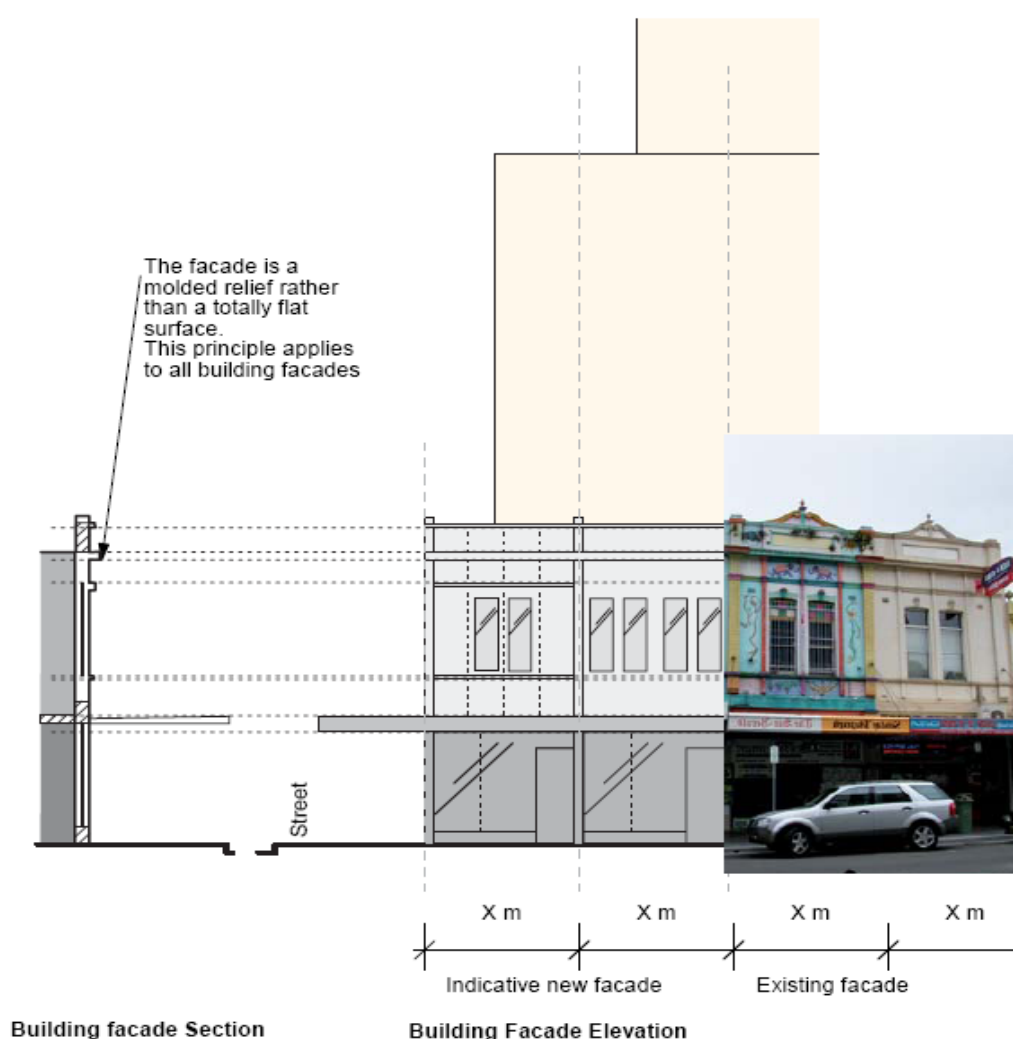 The facade is a
molded relief rather
than a totally flat
surface.
This principle applies
to all building facades
Street
X m
X m
X m
X m
Indicative new facade
Existing facade
Building facade Section
Building Facade Elevation